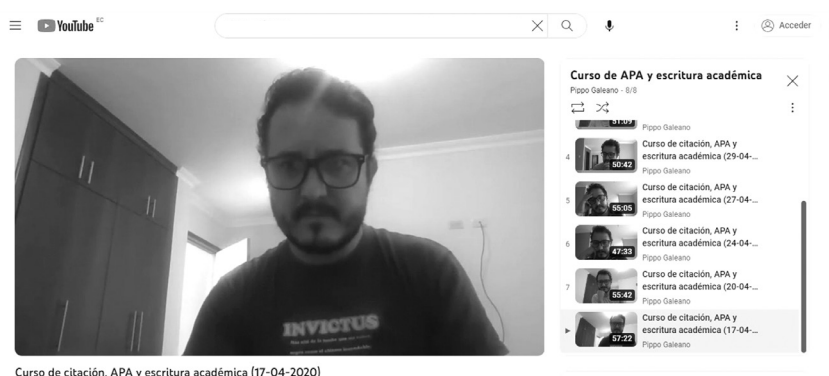 YouTube EC
Acceder
INVICTUS
Curso de citación, APA y escritura académica (17-04-2020)
Curso de APA y escritura académica
Pippo Galeano - 8/8
51:09
Pippo Galeano
4
50:42
Curso de citación, APA y
escritura académica (29-04-...
Pippo Galeano
5
55:05
Curso de citación, APA y
escritura académica (27-04-...
Pippo Galeano
6
47:33
Curso de citación, APA y
escritura académica (24-04-...
Pippo Galeano
7
55:42
Curso de citación, APA y
escritura académica (20-04-...
Pippo Galeano
57:22
Curso de citación, APA y
escritura académica (17-04-...
Pippo Galeano